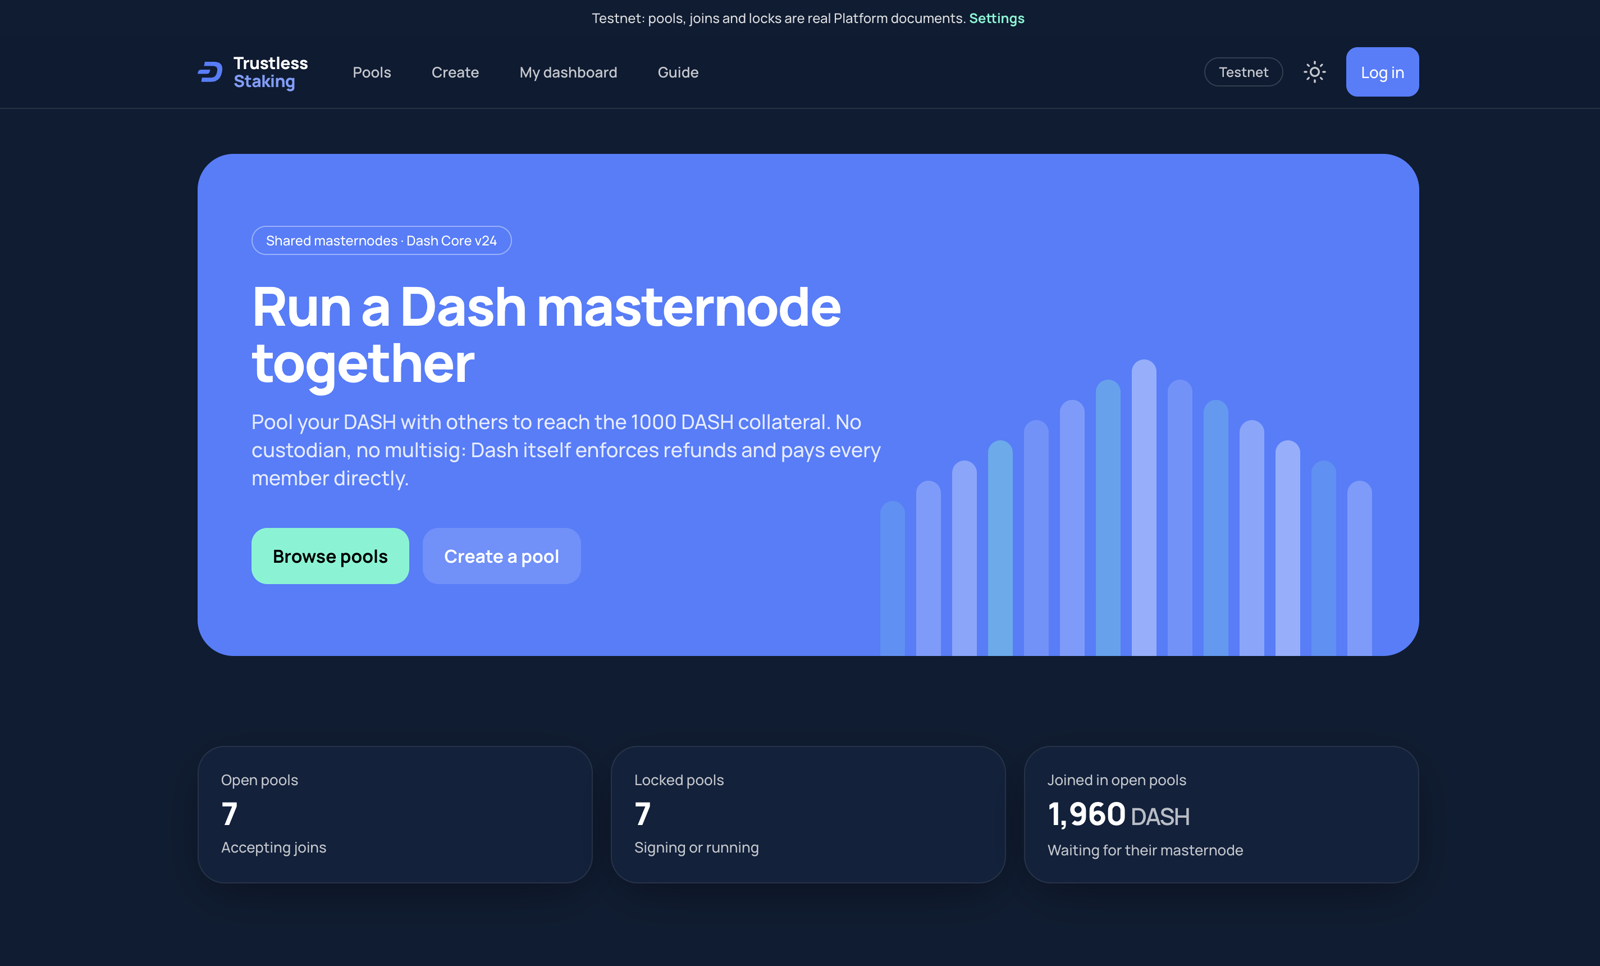 Testnet: pools, joins and locks are real Platform documents. Settings
Trustless
Staking
Pools
Create
My dashboard
Guide
Testnet
Log in
Shared masternodes · Dash Core v24
Run a Dash masternode
together
Pool your DASH with others to reach the 1000 DASH collateral. No
custodian, no multisig: Dash itself enforces refunds and pays every
member directly.
Browse pools
Create a pool
Open pools
7
Accepting joins
Locked pools
7
Signing or running
Joined in open pools
1,960 DASH
Waiting for their masternode